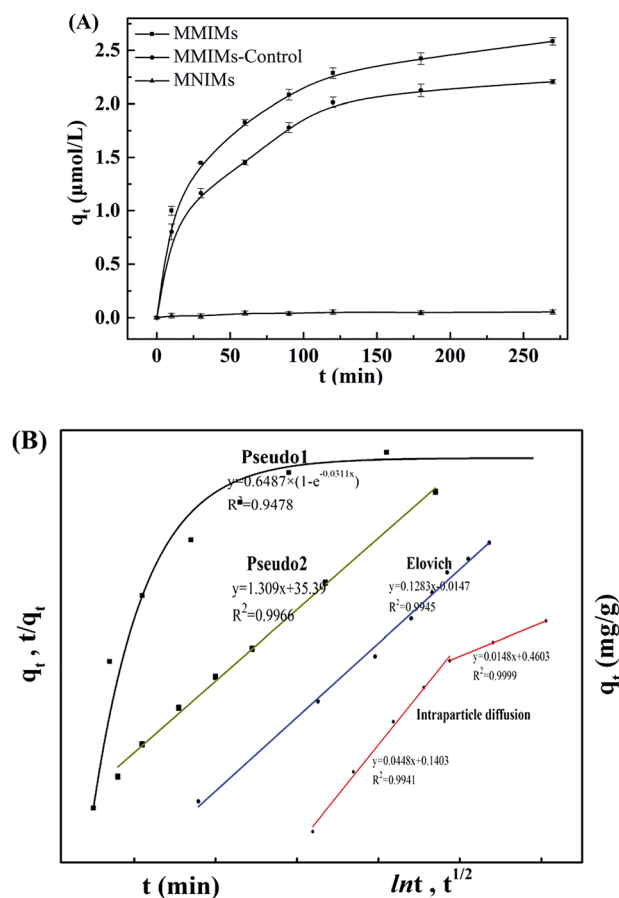 (A)
MMIMs
MMIMs-Control
MNIMs
2.5
2.0
1.5
1.0
0.5
0.0
qt (μmol/L)
0 50 100 150 200 250
t (min)
(B)
Pseudo1
y=0.6487×(1-e^-0.0311x)
R²=0.9478
Pseudo2
y=1.309x+35.39
R²=0.9966
Elovich
y=0.1283x-0.0147
R²=0.9945
y=0.0148x+0.4603
R²=0.9999
Intraparticle diffusion
y=0.0448x+0.1403
R²=0.9941
qt , t/qt
qt (mg/g)
t (min)
lnt , t^1/2